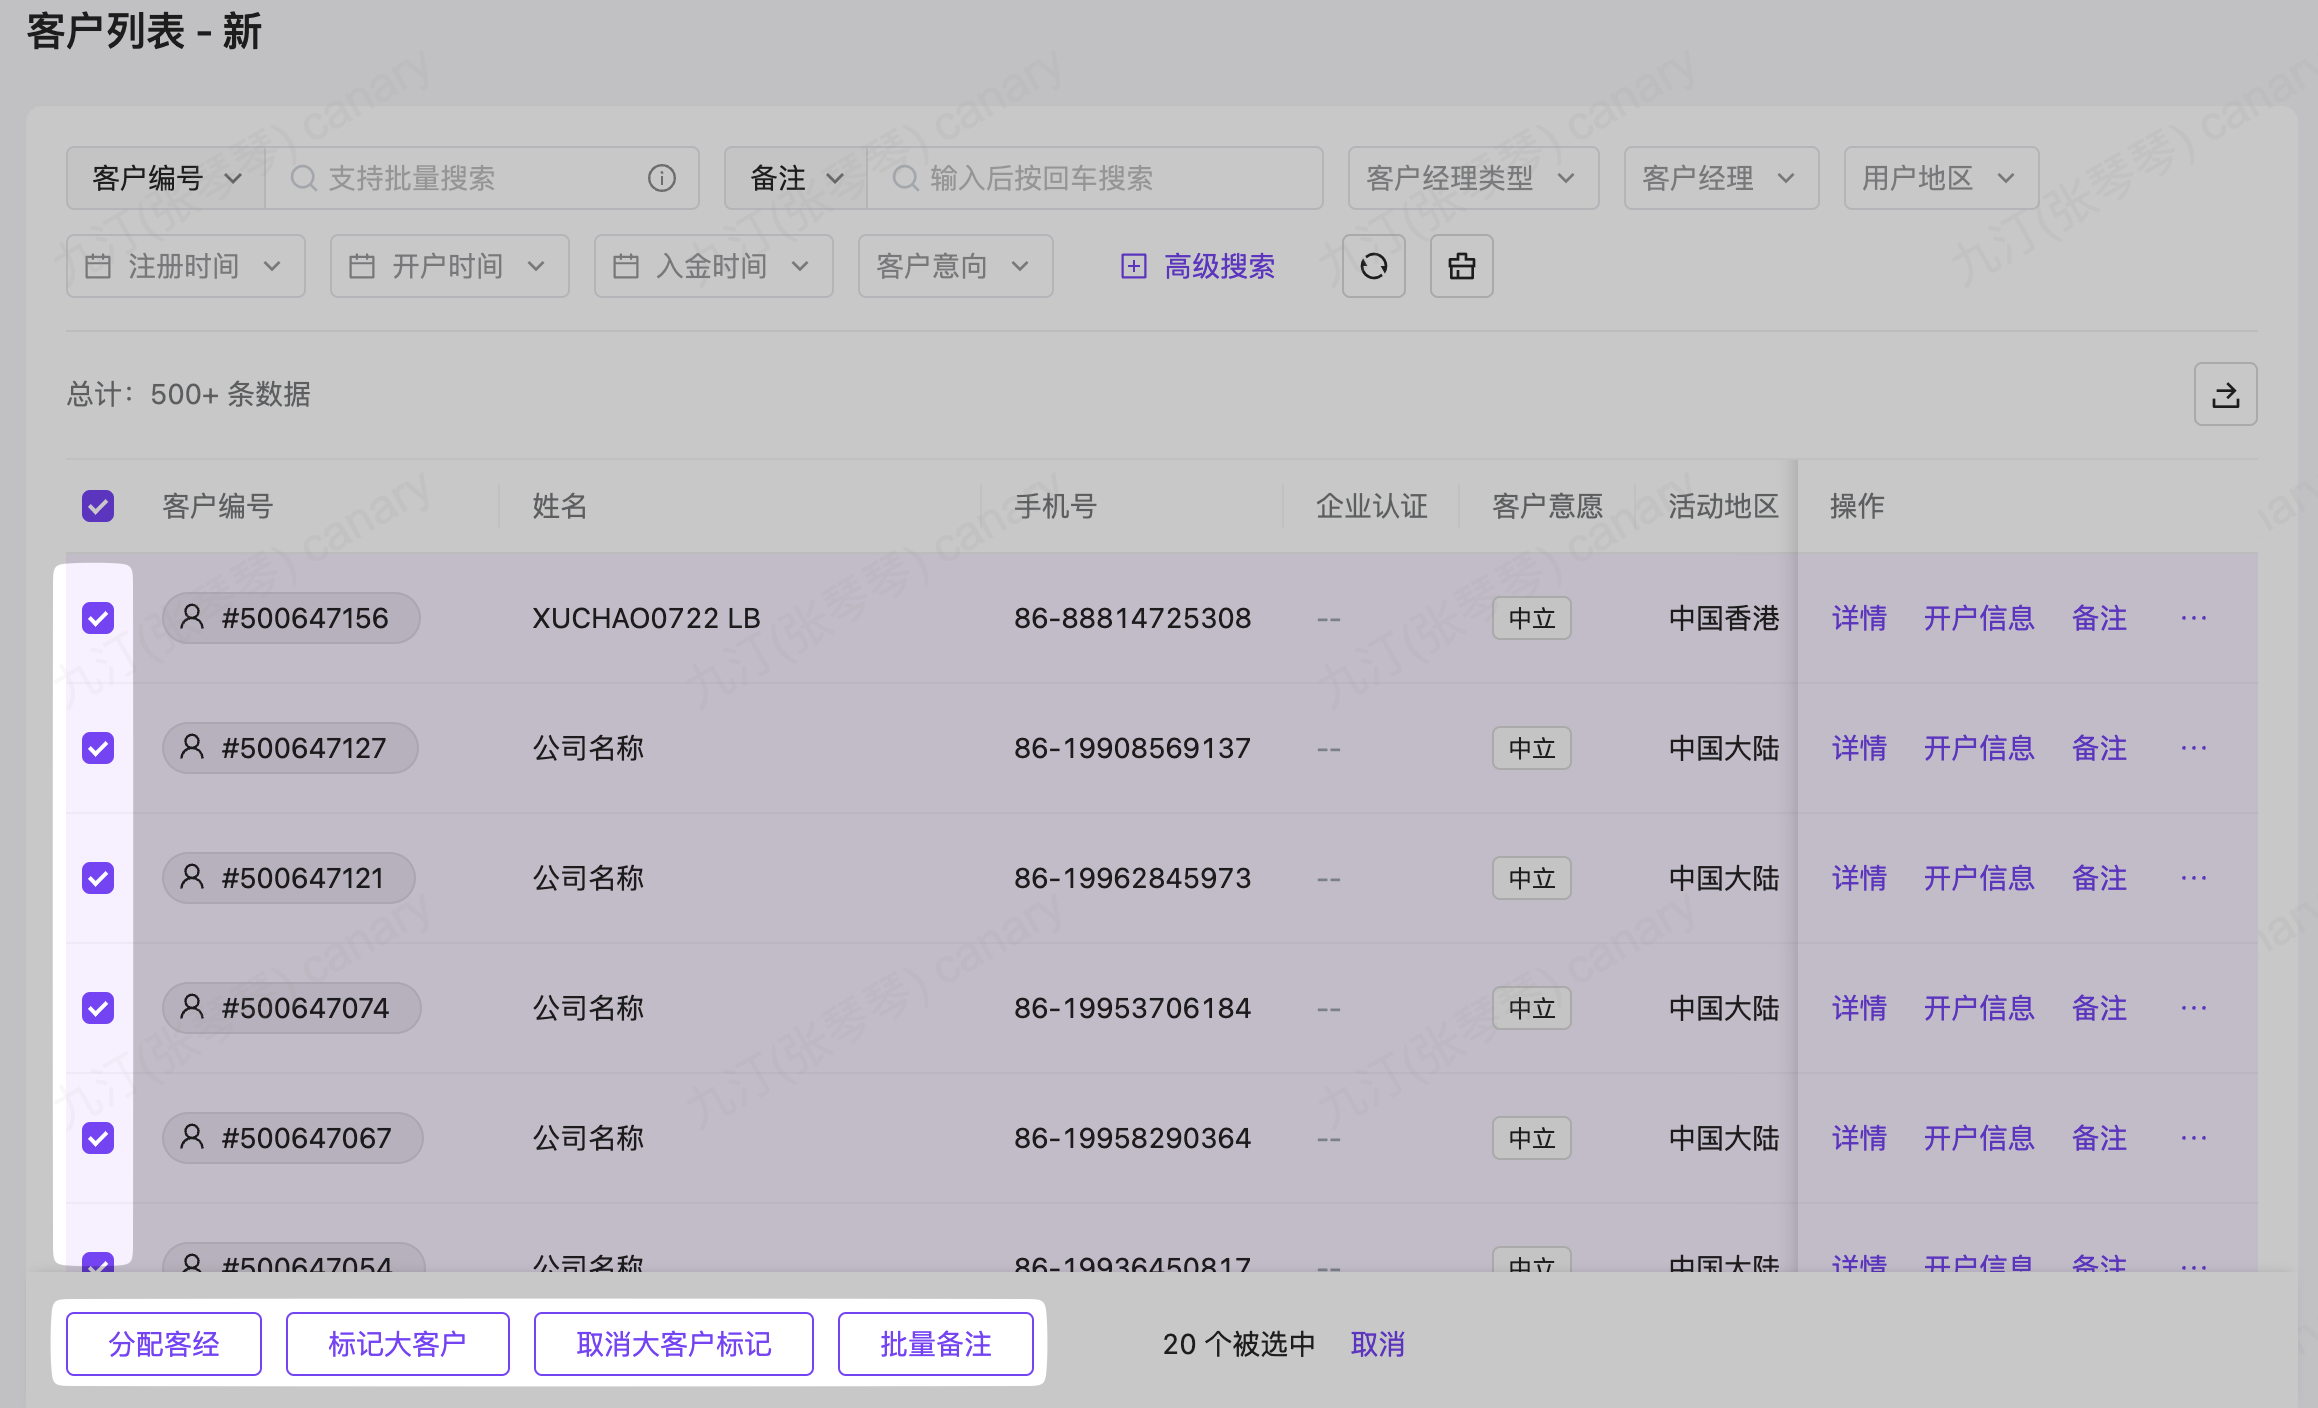 客户列表 - 新
客户编号 支持批量搜索 备注 输入后按回车搜索 客户经理类型 客户经理 用户地区
注册时间 开户时间 入金时间 客户意向 高级搜索
总计：500+ 条数据
客户编号 姓名 手机号 企业认证 客户意愿 活动地区 操作
#500647156 XUCHAO0722 LB 86-88814725308 -- 中立 中国香港 详情 开户信息 备注 ···
#500647127 公司名称 86-19908569137 -- 中立 中国大陆 详情 开户信息 备注 ···
#500647121 公司名称 86-19962845973 -- 中立 中国大陆 详情 开户信息 备注 ···
#500647074 公司名称 86-19953706184 -- 中立 中国大陆 详情 开户信息 备注 ···
#500647067 公司名称 86-19958290364 -- 中立 中国大陆 详情 开户信息 备注 ···
#500647054 公司名称 86-19936450817 -- 中立 中国大陆 详情 开户信息 备注 ···
分配客经 标记大客户 取消大客户标记 批量备注 20 个被选中 取消
九汀(张琴琴) canary